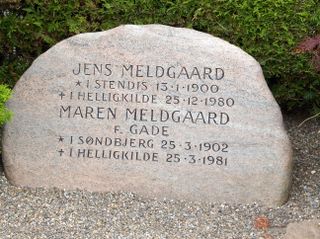 JENS MELDGAARD
* I STENDIS 13-1-1900
+ I HELLIGKILDE 25-12-1980
MAREN MELDGAARD
F. GADE
* I SØNDBJERG 25-3-1902
+ I HELLIGKILDE 25-3-1981